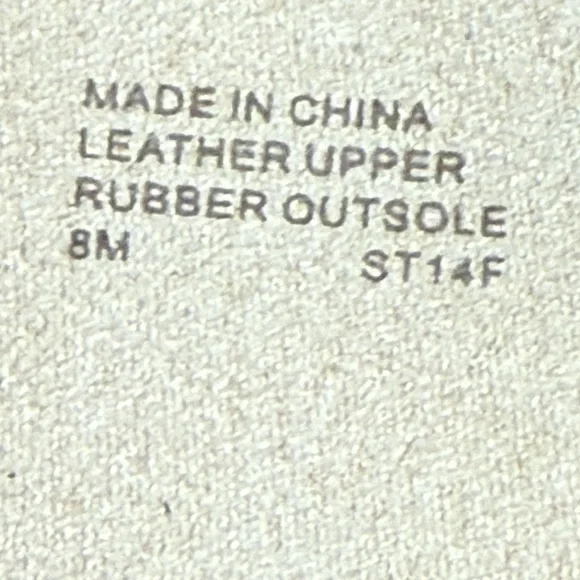 MADE IN CHINA
LEATHER UPPER
RUBBER OUTSOLE
8M ST14F